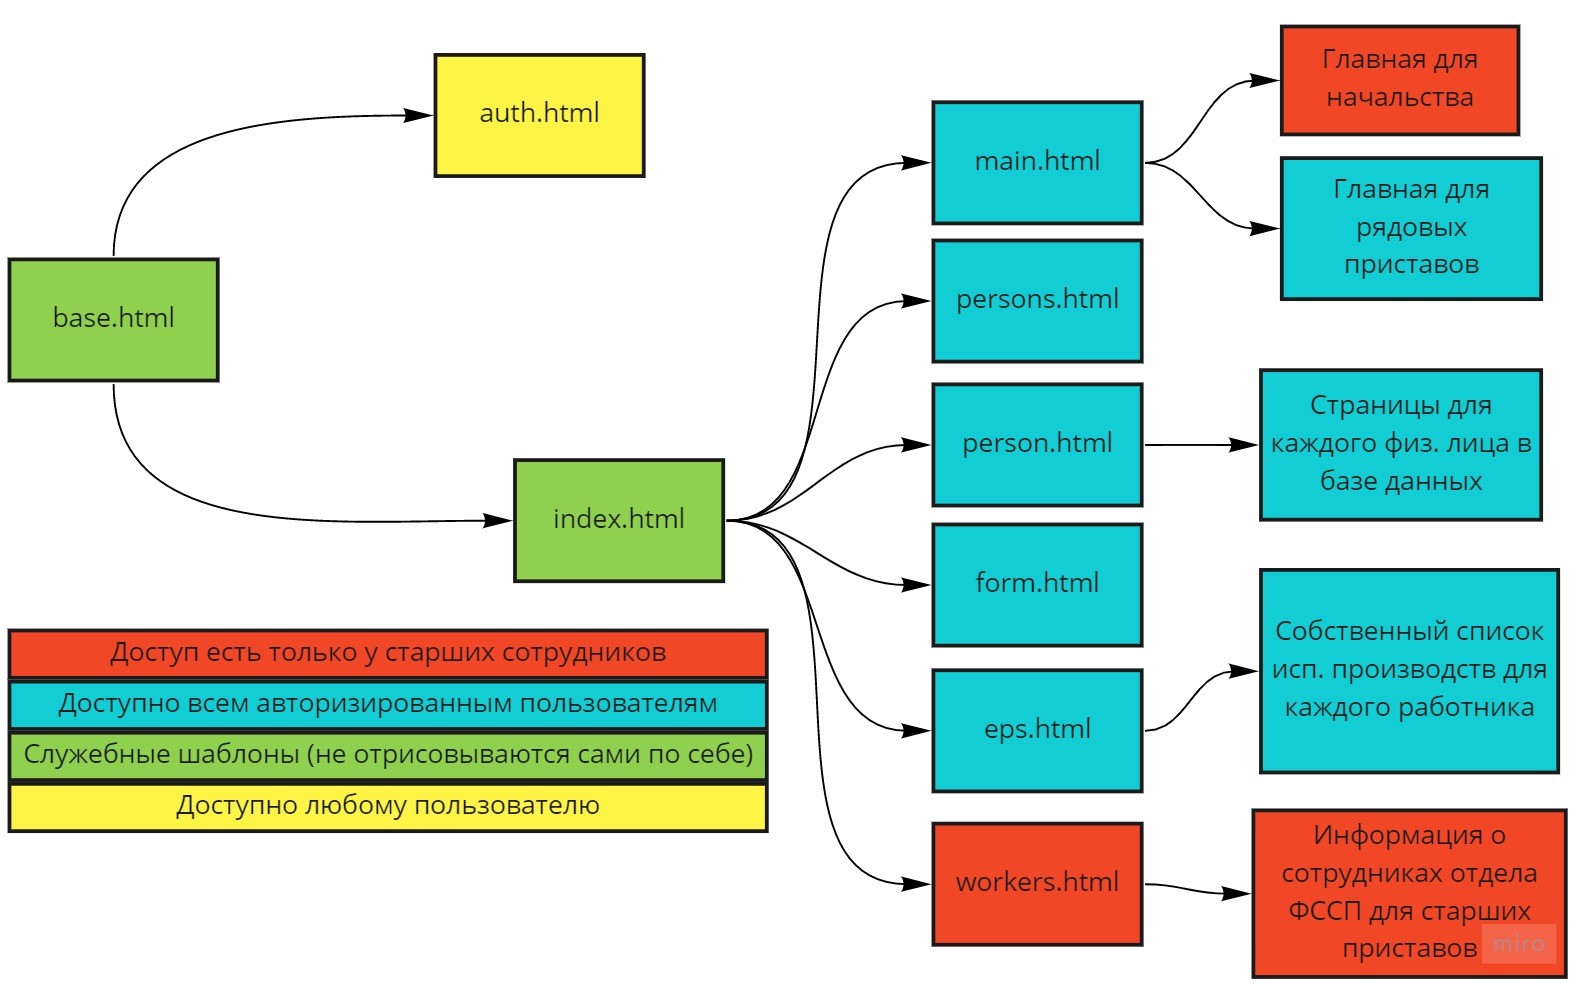 auth.html
base.html
index.html
main.html
persons.html
person.html
form.html
eps.html
workers.html
Главная для
начальства
Главная для
рядовых
приставов
Страницы для
каждого физ. лица в
базе данных
Собственный список
исп. производств для
каждого работника
Информация о
сотрудниках отдела
ФССП для старших
приставов
miro
Доступ есть только у старших сотрудников
Доступно всем авторизированным пользователям
Служебные шаблоны (не отрисовываются сами по себе)
Доступно любому пользователю